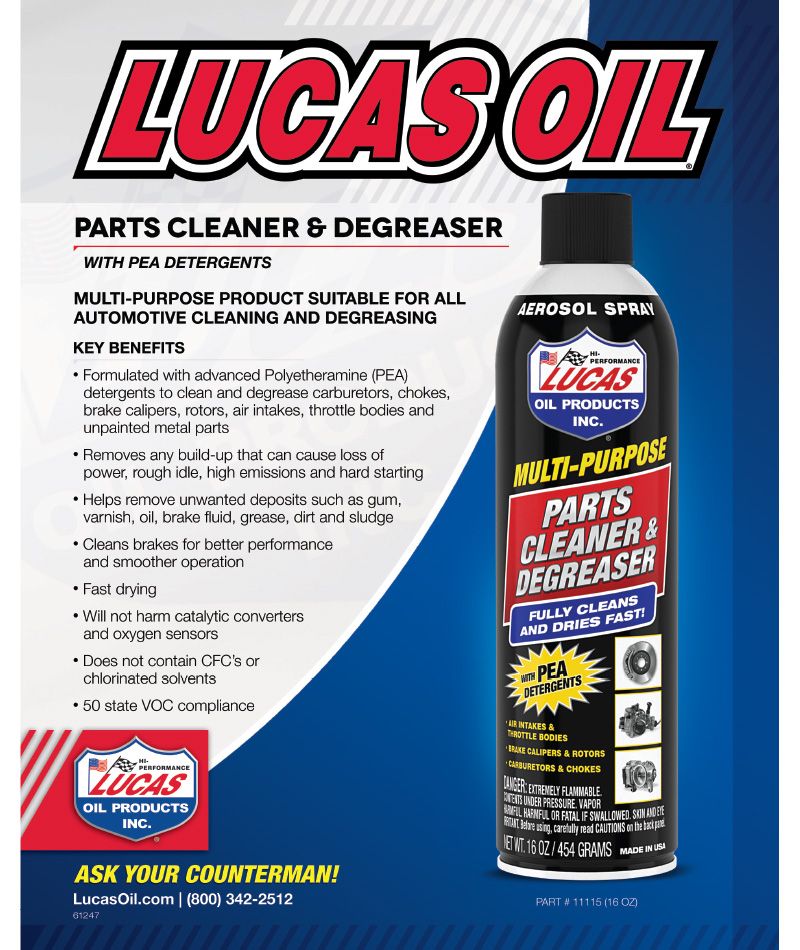 LUCAS OIL
®
PARTS CLEANER & DEGREASER
WITH PEA DETERGENTS
MULTI-PURPOSE PRODUCT SUITABLE FOR ALL
AUTOMOTIVE CLEANING AND DEGREASING
KEY BENEFITS
• Formulated with advanced Polyetheramine (PEA)
detergents to clean and degrease carburetors, chokes,
brake calipers, rotors, air intakes, throttle bodies and
unpainted metal parts
• Removes any build-up that can cause loss of
power, rough idle, high emissions and hard starting
• Helps remove unwanted deposits such as gum,
varnish, oil, brake fluid, grease, dirt and sludge
• Cleans brakes for better performance
and smoother operation
• Fast drying
• Will not harm catalytic converters
and oxygen sensors
• Does not contain CFC's or
chlorinated solvents
• 50 state VOC compliance
HI-
PERFORMANCE
LUCAS
OIL PRODUCTS
INC.
®
ASK YOUR COUNTERMAN!
LucasOil.com | (800) 342-2512
61247
AEROSOL SPRAY
HI-
PERFORMANCE
LUCAS
OIL PRODUCTS
INC.
®
MULTI-PURPOSE
PARTS
CLEANER &
DEGREASER
FULLY CLEANS
AND DRIES FAST!
WITH PEA
DETERGENTS
• AIR INTAKES &
THROTTLE BODIES
• BRAKE CALIPERS & ROTORS
• CARBURETORS & CHOKES
DANGER: EXTREMELY FLAMMABLE.
CONTENTS UNDER PRESSURE. VAPOR
HARMFUL. HARMFUL OR FATAL IF SWALLOWED. SKIN AND EYE
IRRITANT. Before using, carefully read CAUTIONS on the back panel.
NET WT. 16 OZ / 454 GRAMS
MADE IN USA
PART # 11115 (16 OZ)